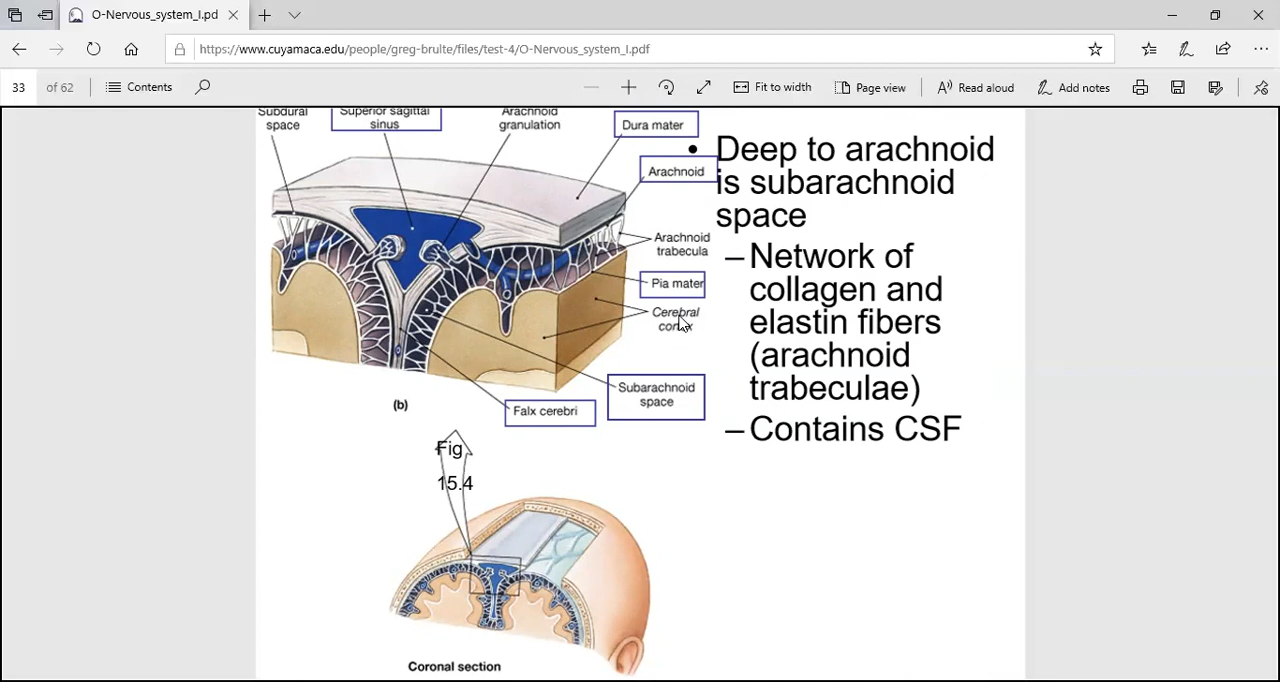 O-Nervous_system_I.pd
https://www.cuyamaca.edu/people/greg-brulte/files/test-4/O-Nervous_system_I.pdf
33 of 62 Contents Fit to width Page view Read aloud Add notes
Subdural
space
Superior sagittal
sinus
Arachnoid
granulation
Dura mater
Arachnoid
Arachnoid
trabecula
Pia mater
Cerebral
cortex
Subarachnoid
space
Falx cerebri
(b)
Fig
15.4
Coronal section
• Deep to arachnoid
is subarachnoid
space
–Network of
collagen and
elastin fibers
(arachnoid
trabeculae)
–Contains CSF